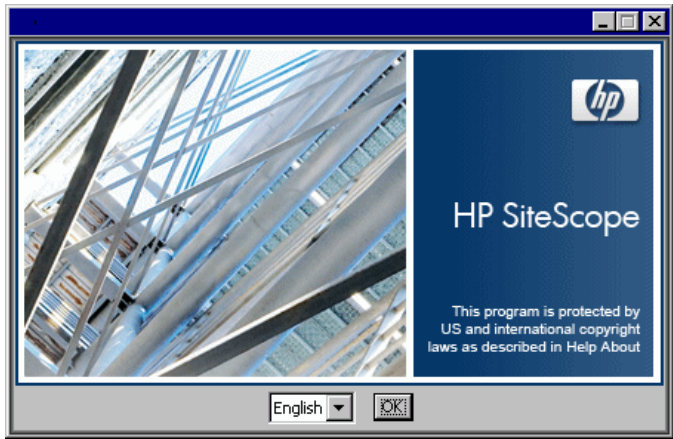 hp
HP SiteScope
This program is protected by
US and international copyright
laws as described in Help About
English
OK